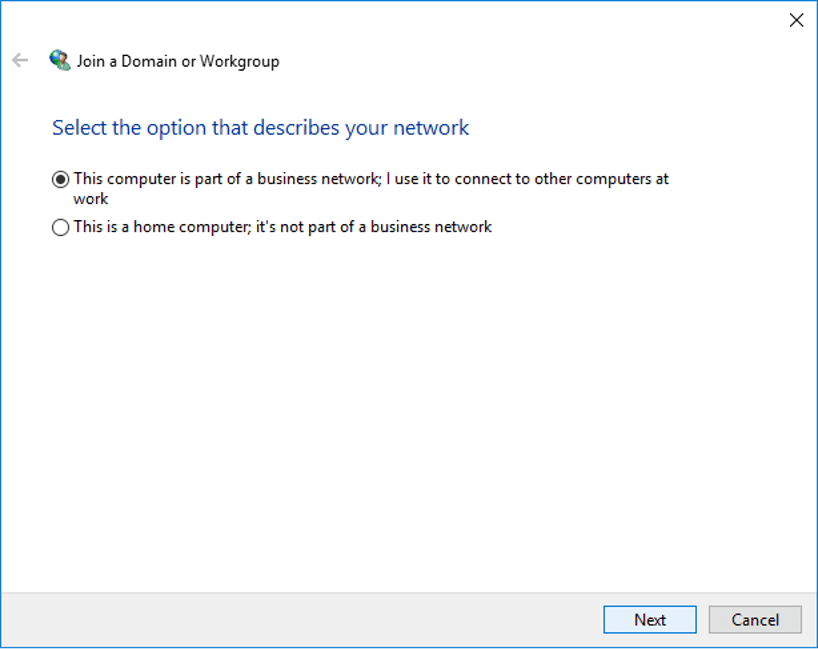 Join a Domain or Workgroup
Select the option that describes your network
This computer is part of a business network; I use it to connect to other computers at
work
This is a home computer; it's not part of a business network
Next
Cancel